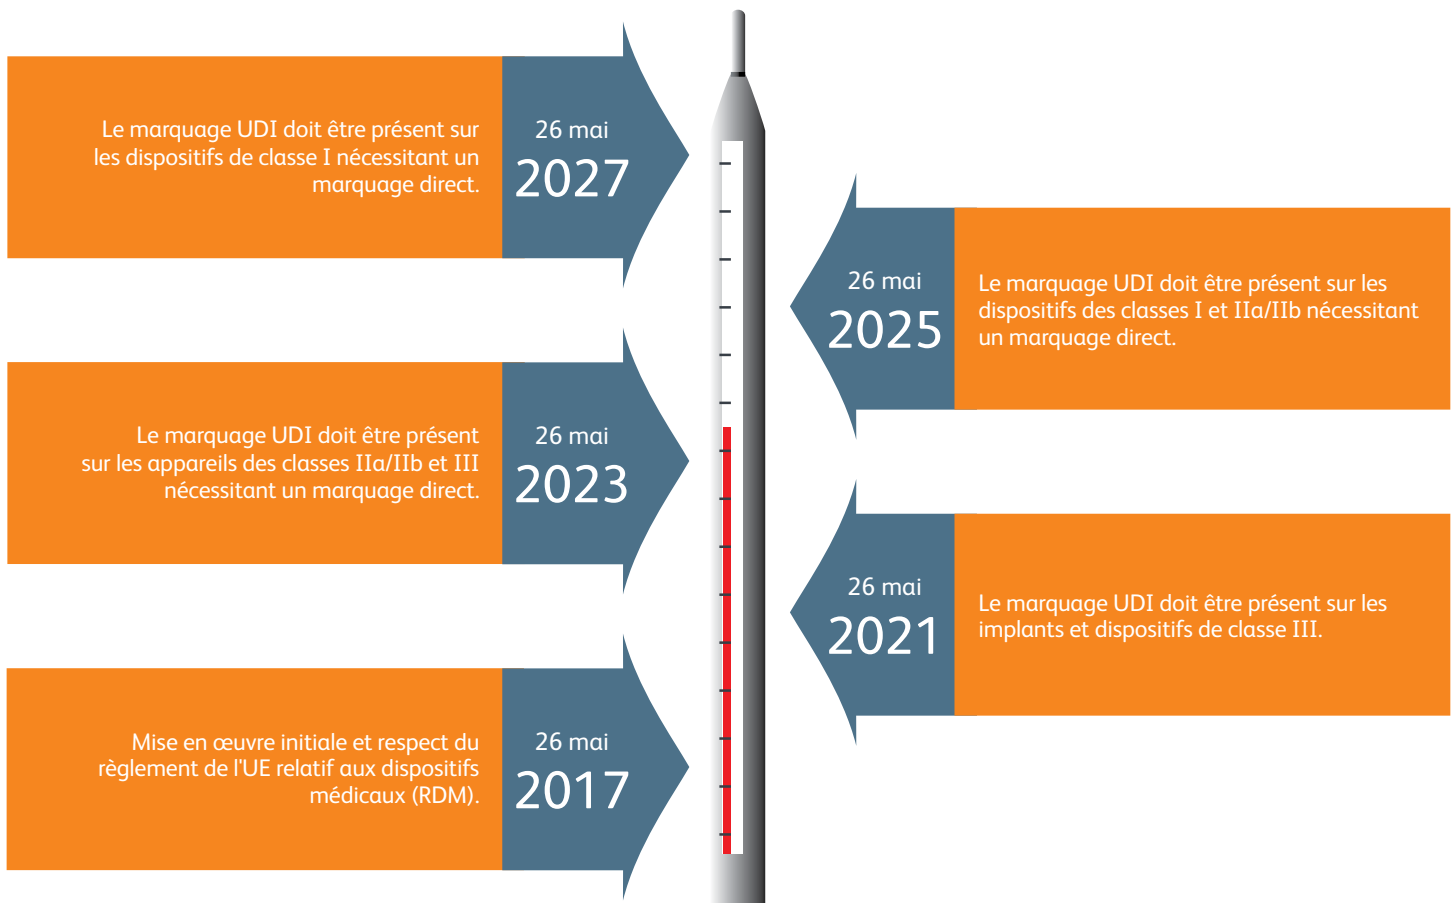 Le marquage UDI doit être présent sur
les dispositifs de classe I nécessitant un
marquage direct.
26 mai
2027
26 mai
2025
Le marquage UDI doit être présent sur les
dispositifs des classes I et IIa/IIb nécessitant
un marquage direct.
Le marquage UDI doit être présent
sur les appareils des classes IIa/IIb et III
nécessitant un marquage direct.
26 mai
2023
26 mai
2021
Le marquage UDI doit être présent sur les
implants et dispositifs de classe III.
Mise en œuvre initiale et respect du
règlement de l'UE relatif aux dispositifs
médicaux (RDM).
26 mai
2017